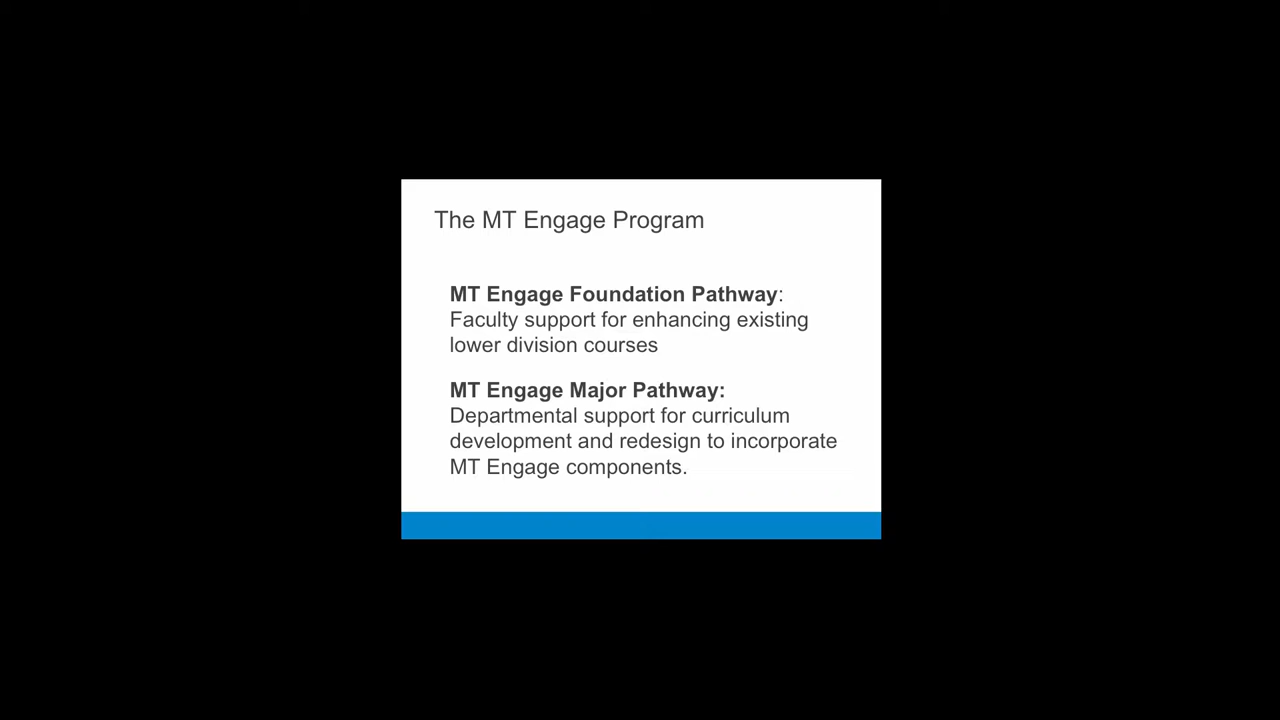 The MT Engage Program
MT Engage Foundation Pathway:
Faculty support for enhancing existing
lower division courses
MT Engage Major Pathway:
Departmental support for curriculum
development and redesign to incorporate
MT Engage components.